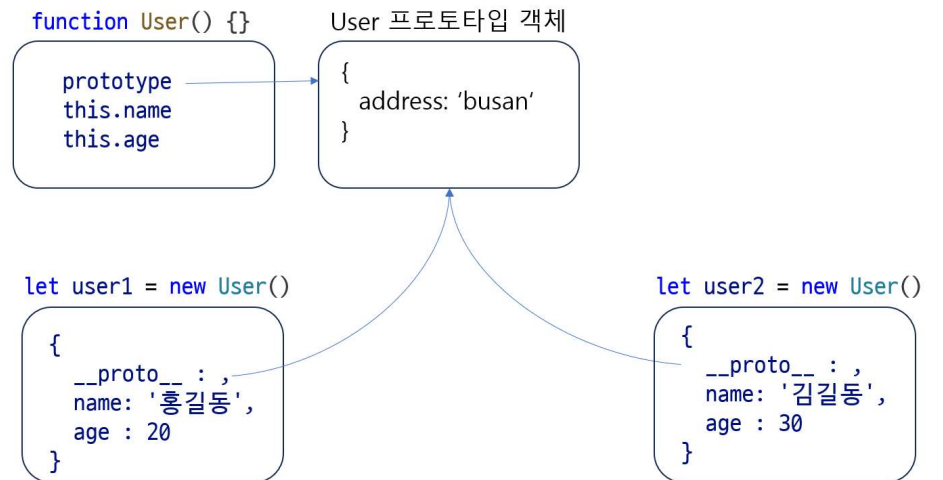 function User() {}
User 프로토타입 객체
prototype
this.name
this.age
{
address: ‘busan‘
}
let user1 = new User()
{
__proto__ : ,
name: '홍길동',
age : 20
}
let user2 = new User()
{
__proto__ : ,
name: '김길동',
age : 30
}